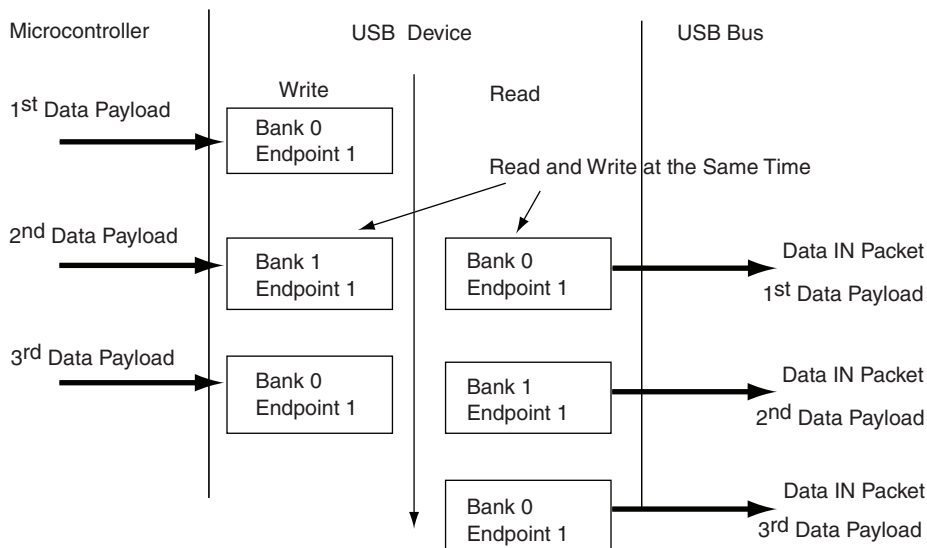 Microcontroller
USB Device
USB Bus
Write
Read
1st Data Payload
Bank 0
Endpoint 1
Read and Write at the Same Time
2nd Data Payload
Bank 1
Endpoint 1
Bank 0
Endpoint 1
Data IN Packet
1st Data Payload
3rd Data Payload
Bank 0
Endpoint 1
Bank 1
Endpoint 1
Data IN Packet
2nd Data Payload
Bank 0
Endpoint 1
Data IN Packet
3rd Data Payload